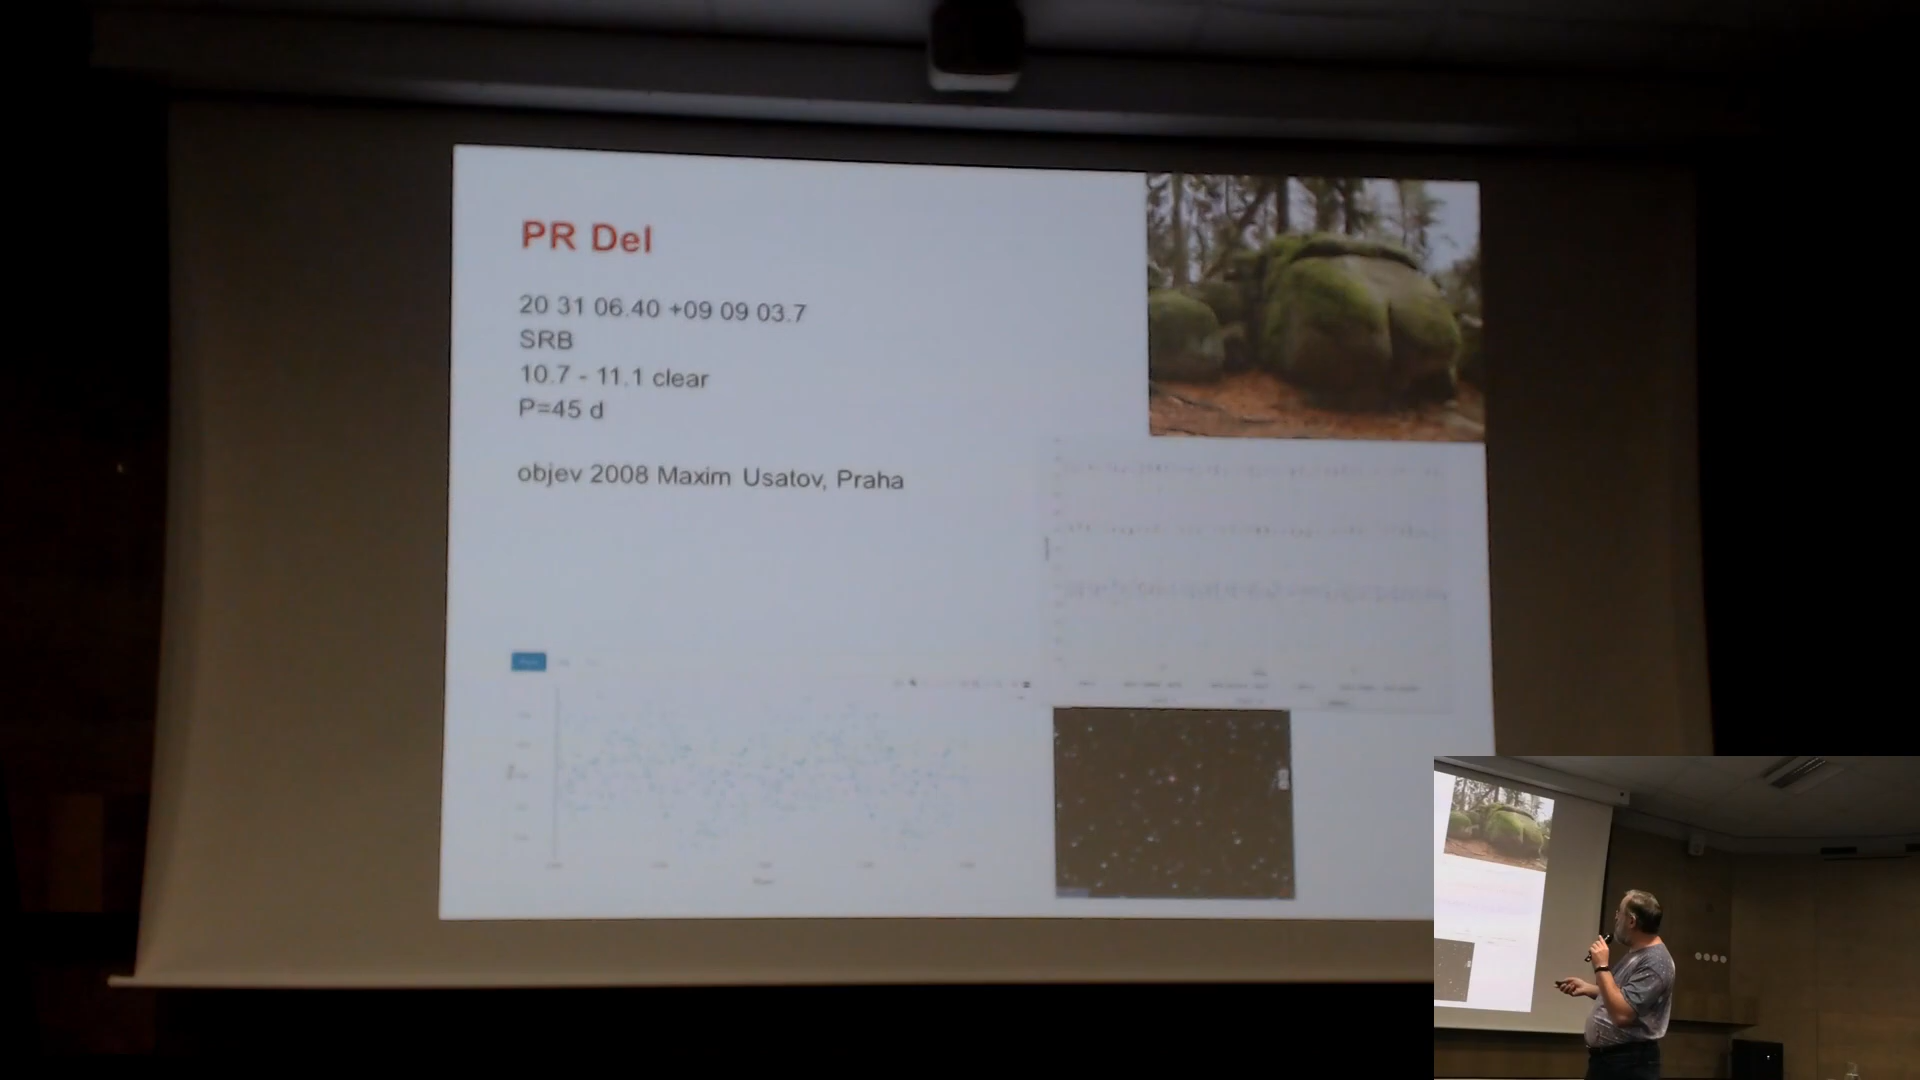 PR Del
20 31 06.40 +09 09 03.7
SRB
10.7 - 11.1 clear
P=45 d
objev 2008 Maxim Usatov, Praha